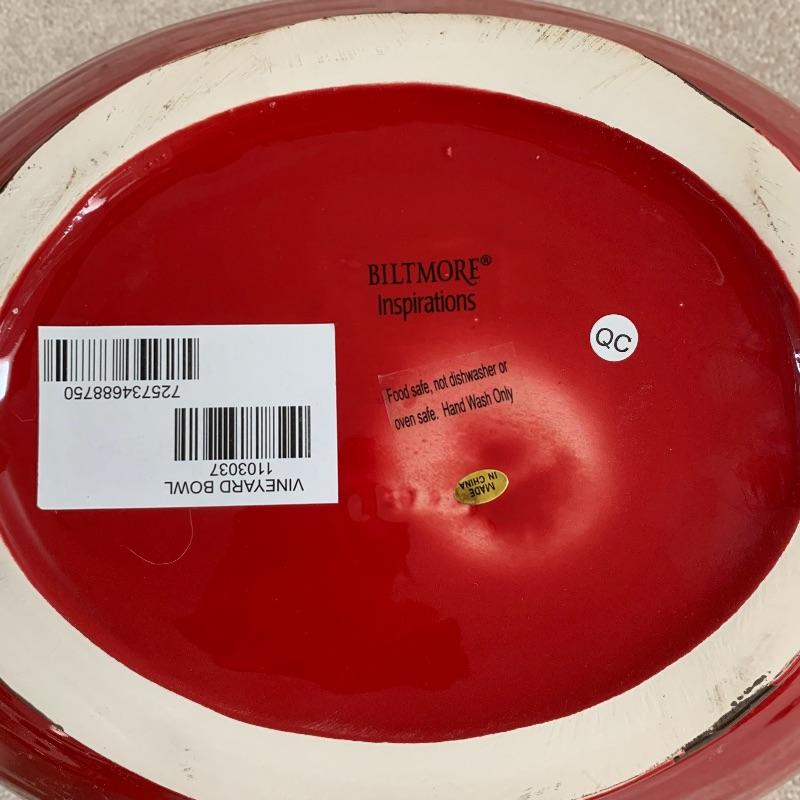 BILTMORE®
Inspirations
QC
Food safe, not dishwasher or
oven safe. Hand Wash Only
MADE
IN CHINA
VINEYARD BOWL
1103037
725734688750